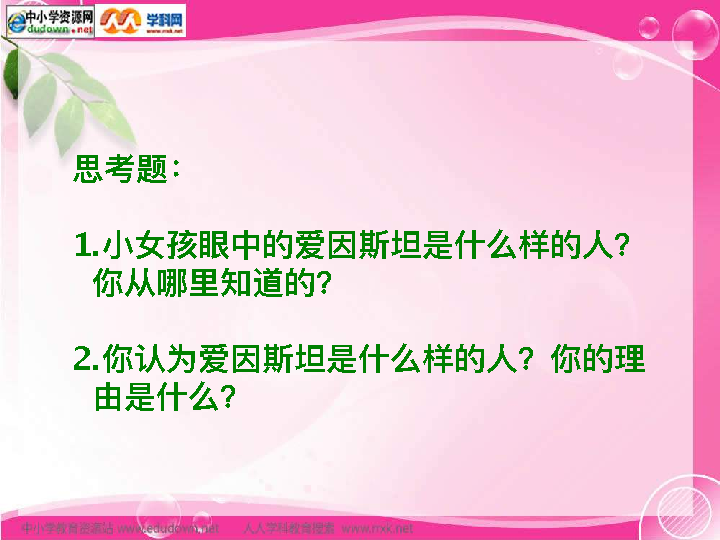 中小学资源网
edudown.net
学科网
www.rrxk.net
思考题：
1.小女孩眼中的爱因斯坦是什么样的人？
你从哪里知道的？
2.你认为爱因斯坦是什么样的人？你的理
由是什么？
中小学教育资源站 www.edudown.net 人人学科教育搜索 www.rrxk.net